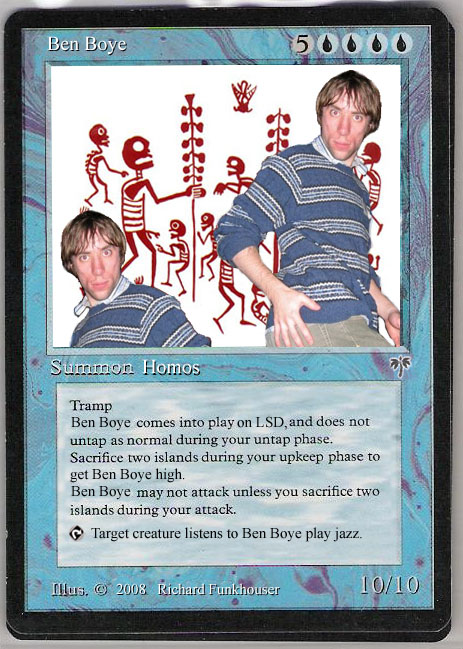 Ben Boye 5
Summon Homos
Tramp
Ben Boye comes into play on LSD, and does not
untap as normal during your untap phase.
Sacrifice two islands during your upkeep phase to
get Ben Boye high.
Ben Boye may not attack unless you sacrifice two
islands during your attack.
Target creature listens to Ben Boye play jazz.
Illus. © 2008 Richard Funkhouser 10/10